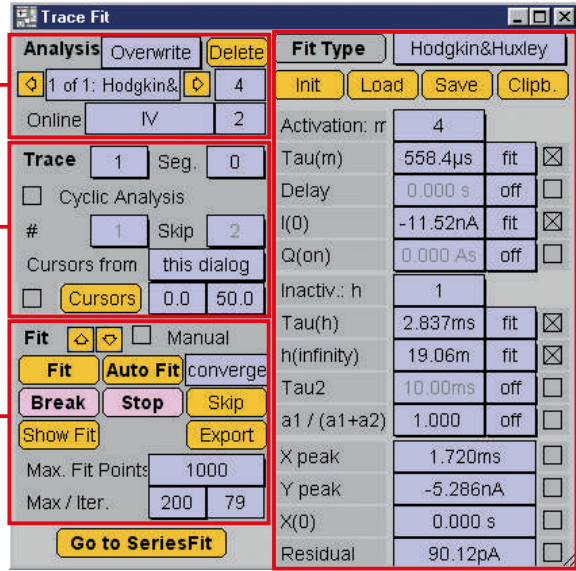 Trace Fit
Analysis Overwrite Delete
1 of 1: Hodgkin& 4
Online IV 2
Trace 1 Seg. 0
Cyclic Analysis
# 1 Skip 2
Cursors from this dialog
Cursors 0.0 50.0
Fit Manual
Fit Auto Fit converge
Break Stop Skip
Show Fit Export
Max. Fit Points 1000
Max / Iter. 200 79
Go to SeriesFit
Fit Type Hodgkin&Huxley
Init Load Save Clipb.
Activation: m 4
Tau(m) 558.4µs fit
Delay 0.000 s off
I(0) -11.52nA fit
Q(on) 0.000 As off
Inactiv.: h 1
Tau(h) 2.837ms fit
h(infinity) 19.06m fit
Tau2 10.00ms off
a1 / (a1+a2) 1.000 off
X peak 1.720ms
Y peak -5.286nA
X(0) 0.000 s
Residual 90.12pA